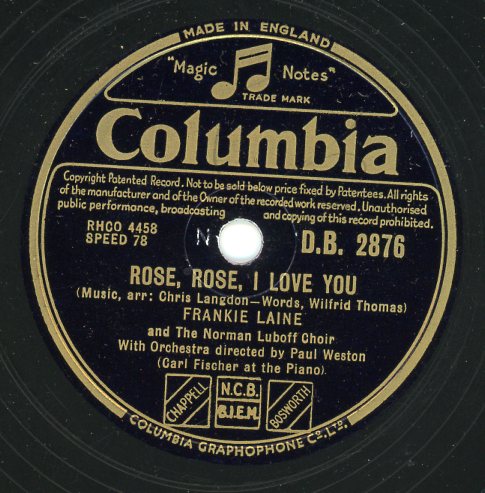 MADE IN ENGLAND
"Magic Notes"
TRADE MARK
Columbia
Copyright Patented Record. Not to be sold below price fixed by Patentees. All rights
of the manufacturer and of the Owner of the recorded work reserved. Unauthorised
public performance, broadcasting and copying of this record prohibited.
RHCO 4458
SPEED 78
D.B. 2876
ROSE, ROSE, I LOVE YOU
(Music, arr: Chris Langdon—Words, Wilfrid Thomas)
FRANKIE LAINE
and The Norman Luboff Choir
With Orchestra directed by Paul Weston
(Carl Fischer at the Piano).
CHAPPELL
N.C.B.
B.I.E.M.
BOSWORTH
COLUMBIA GRAPHOPHONE Co. LTD.